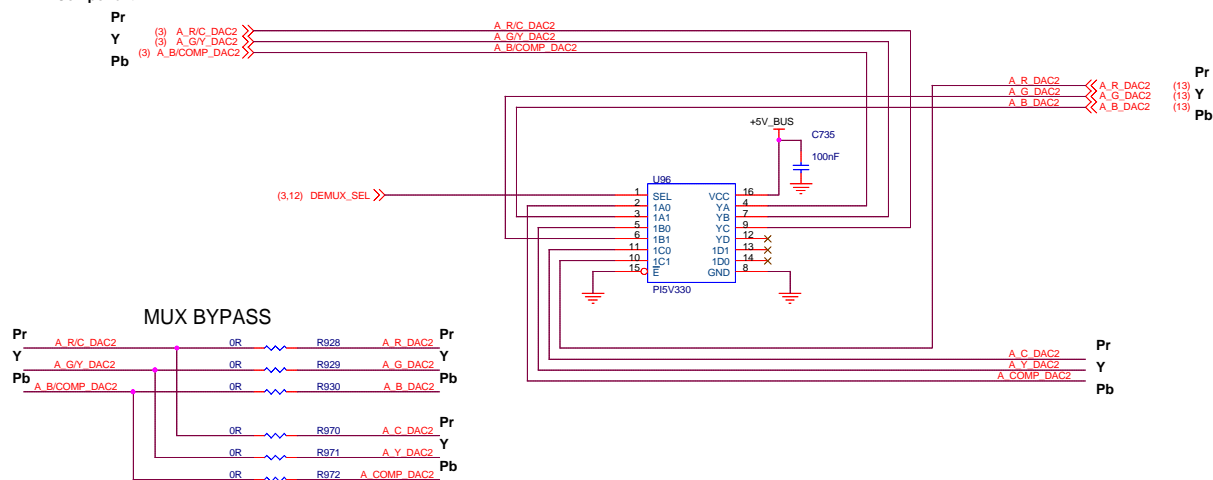 Pr
(3) A_R/C_DAC2
A_R/C_DAC2
Y
(3) A_G/Y_DAC2
A_G/Y_DAC2
Pb
(3) A_B/COMP_DAC2
A_B/COMP_DAC2
A_R_DAC2
A_R_DAC2 (13)
Pr
A_G_DAC2
A_G_DAC2 (13)
Y
A_B_DAC2
A_B_DAC2 (13)
Pb
+5V_BUS
C735
100nF
U96
(3,12) DEMUX_SEL
1 SEL VCC 16
2 1A0 YA 4
3 1A1 YB 7
5 1B0 YC 9
6 1B1 YD 12
11 1C0 1D1 13
10 1C1 1D0 14
15 E GND 8
PI5V330
MUX BYPASS
Pr
A_R/C_DAC2 0R R928 A_R_DAC2
Pr
Y
A_G/Y_DAC2 0R R929 A_G_DAC2
Y
Pb
A_B/COMP_DAC2 0R R930 A_B_DAC2
Pb
0R R970 A_C_DAC2
Pr
0R R971 A_Y_DAC2
Y
0R R972 A_COMP_DAC2
Pb
A_C_DAC2
Pr
A_Y_DAC2
Y
A_COMP_DAC2
Pb